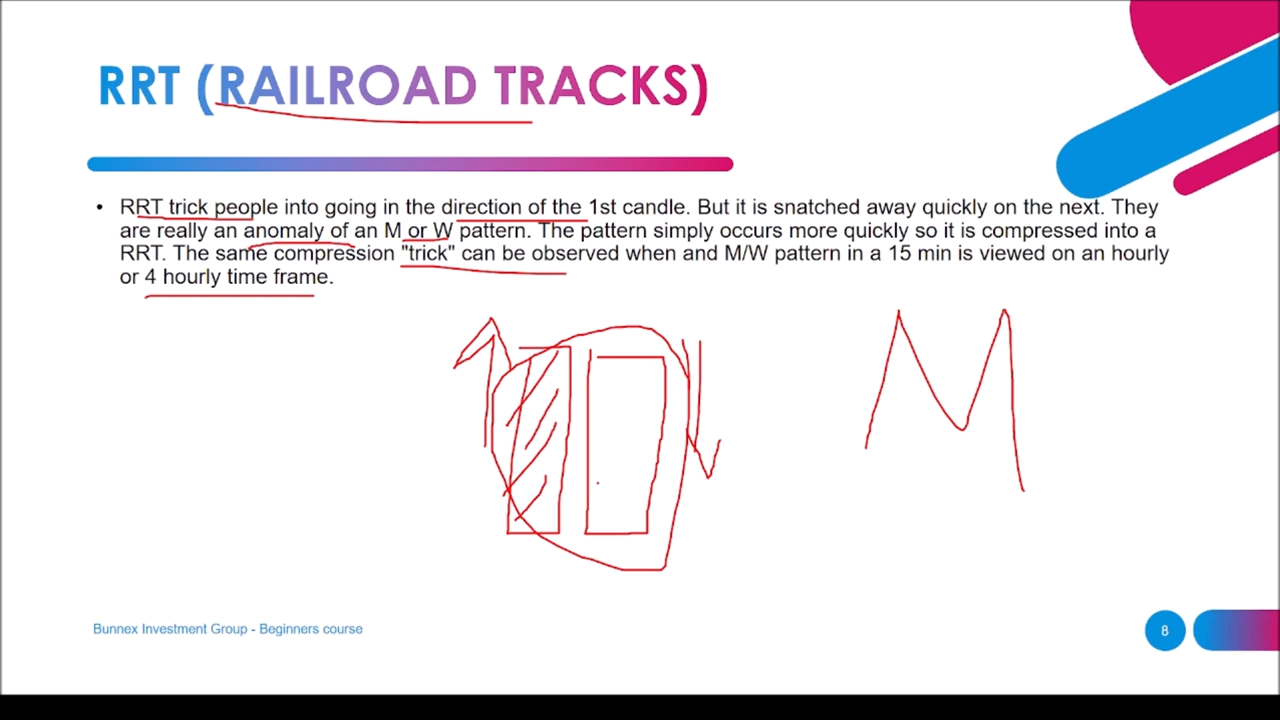 RRT (RAILROAD TRACKS)
• RRT trick people into going in the direction of the 1st candle. But it is snatched away quickly on the next. They
are really an anomaly of an M or W pattern. The pattern simply occurs more quickly so it is compressed into a
RRT. The same compression "trick" can be observed when and M/W pattern in a 15 min is viewed on an hourly
or 4 hourly time frame.
M
Bunnex Investment Group - Beginners course
8